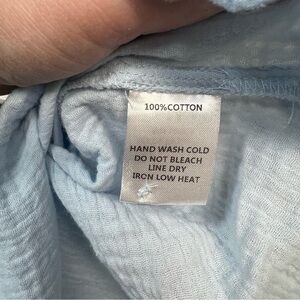 100%COTTON
HAND WASH COLD
DO NOT BLEACH
LINE DRY
IRON LOW HEAT